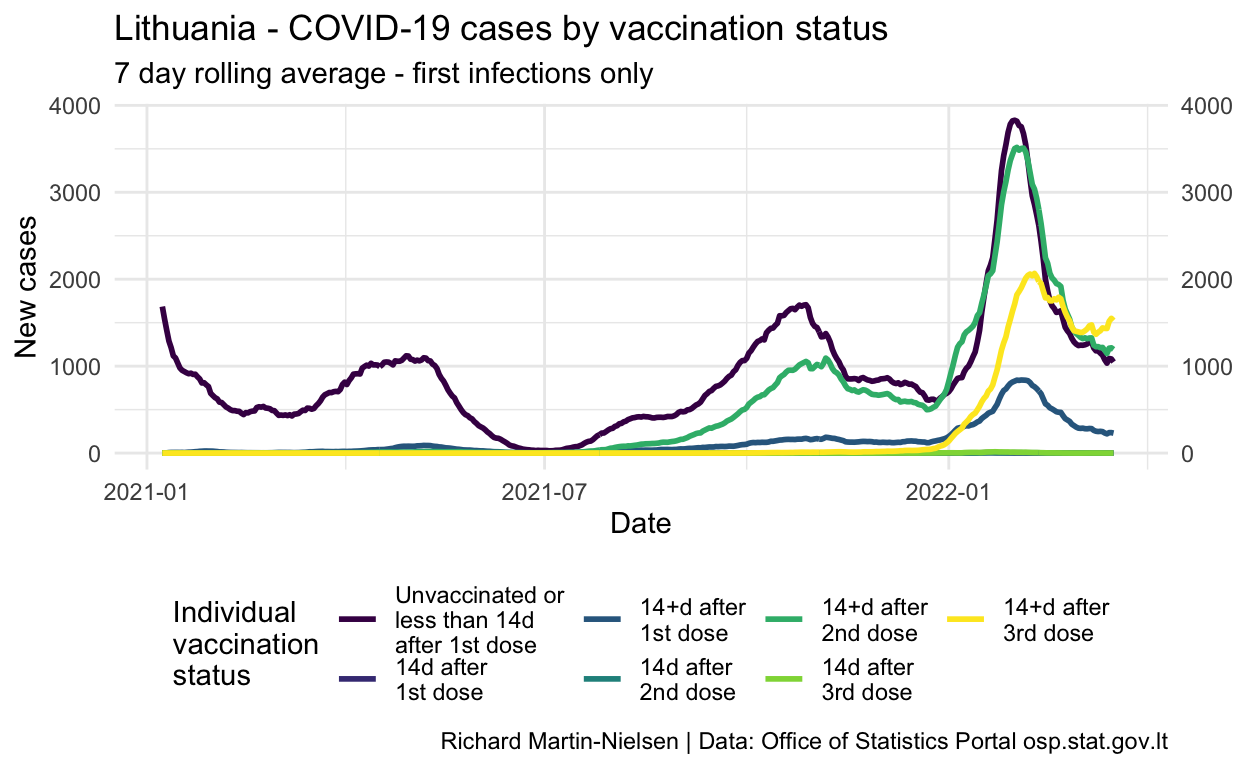 Lithuania - COVID-19 cases by vaccination status
7 day rolling average - first infections only
4000
3000
2000
1000
0
New cases
4000
3000
2000
1000
0
2021-01
2021-07
2022-01
Date
Individual
vaccination
status
Unvaccinated or
less than 14d
after 1st dose
14d after
1st dose
14+d after
1st dose
14d after
2nd dose
14+d after
2nd dose
14d after
3rd dose
14+d after
3rd dose
Richard Martin-Nielsen | Data: Office of Statistics Portal osp.stat.gov.lt